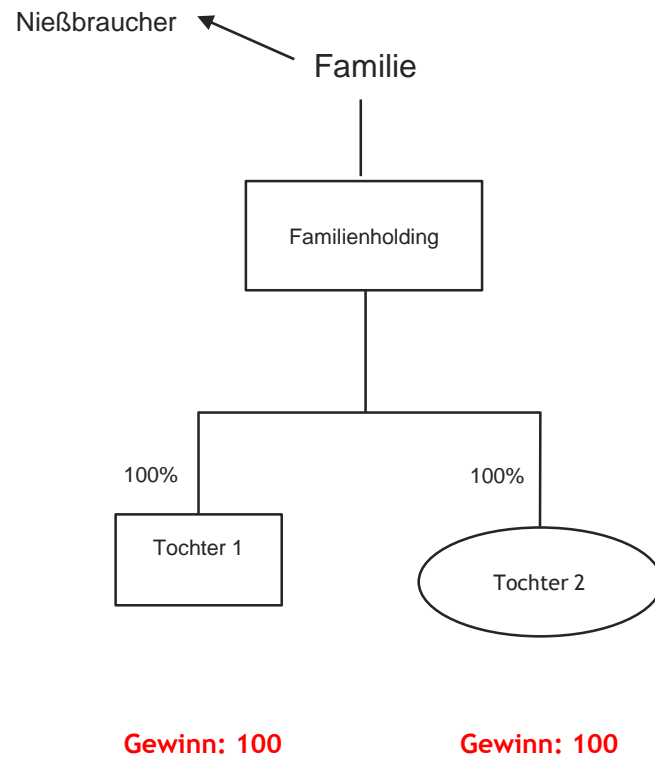 Nießbraucher
Familie
Familienholding
100%
100%
Tochter 1
Tochter 2
Gewinn: 100
Gewinn: 100